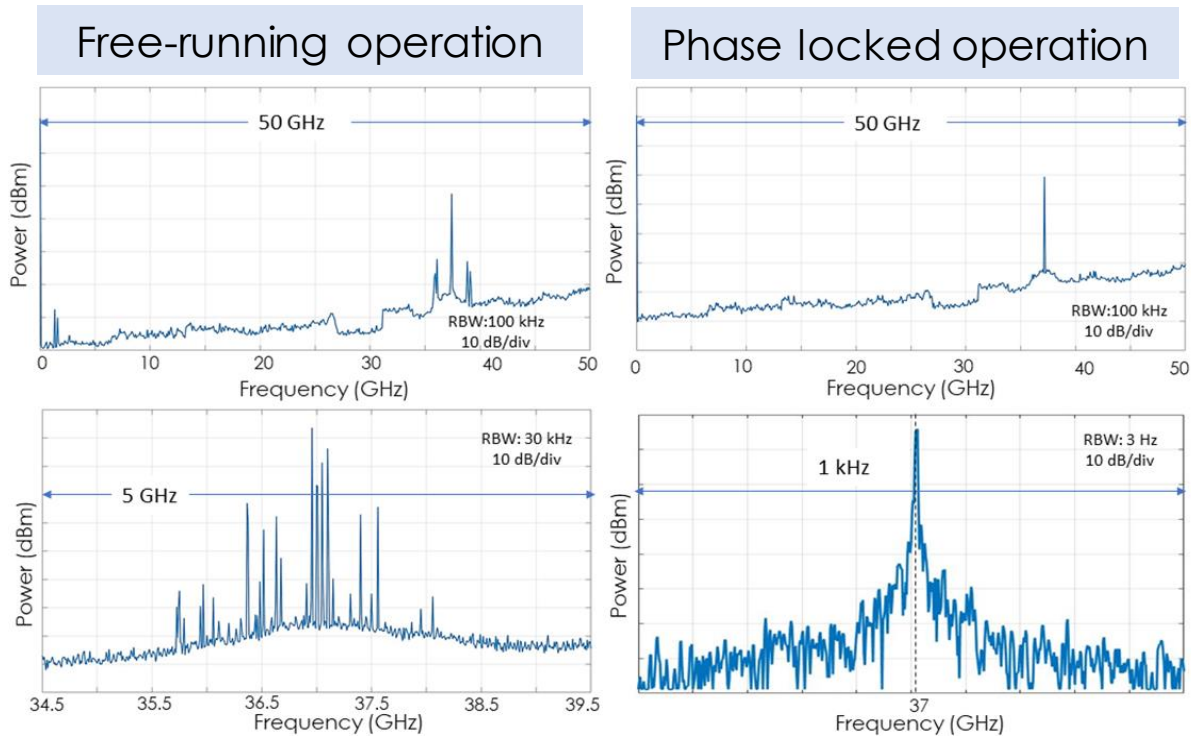 Free-running operation
Phase locked operation
50 GHz
Power (dBm)
RBW:100 kHz
10 dB/div
0 10 20 30 40 50
Frequency (GHz)
50 GHz
Power (dBm)
RBW:100 kHz
10 dB/div
0 10 20 30 40 50
Frequency (GHz)
RBW: 30 kHz
10 dB/div
5 GHz
Power (dBm)
34.5 35.5 36.5 37.5 38.5 39.5
Frequency (GHz)
RBW: 3 Hz
10 dB/div
1 kHz
Power (dBm)
37
Frequency (GHz)